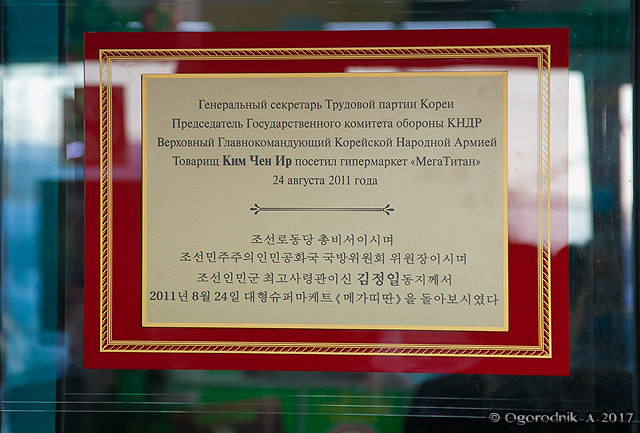 Генеральный секретарь Трудовой партии Кореи
Председатель Государственного комитета обороны КНДР
Верховный Главнокомандующий Корейской Народной Армией
Товарищ Ким Чен Ир посетил гипермаркет «МегаТитан»
24 августа 2011 года
조선로동당 총비서이시며
조선민주주의인민공화국 국방위원회 위원장이시며
조선인민군 최고사령관이신 김정일동지께서
2011년 8월 24일 대형슈퍼마케트《메가띠딴》을 돌아보시였다
© Ogorodnik-A 2017